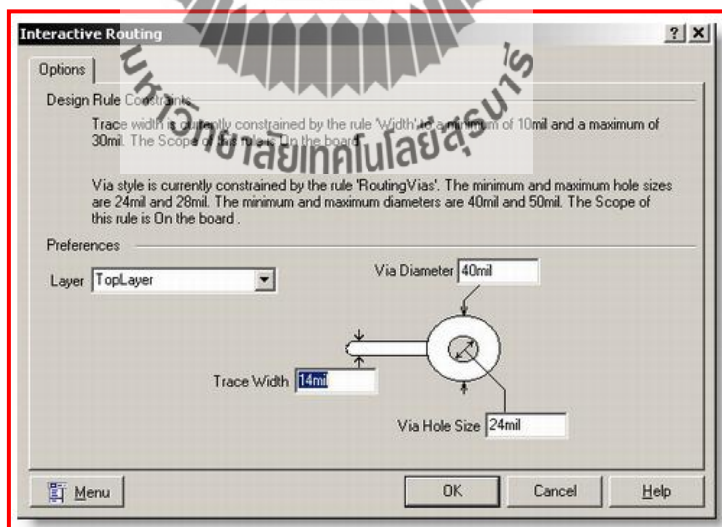 Interactive Routing
Options
Design Rule Constraints
Trace width is currently constrained by the rule 'Width' to a minimum of 10mil and a maximum of
30mil. The Scope of this rule is On the board .
Via style is currently constrained by the rule 'RoutingVias'. The minimum and maximum hole sizes
are 24mil and 28mil. The minimum and maximum diameters are 40mil and 50mil. The Scope of
this rule is On the board .
Preferences
Layer TopLayer
Via Diameter 40mil
Trace Width 14mil
Via Hole Size 24mil
Menu
OK Cancel Help
มหาวิทยาลัยเทคโนโลยีสุรนารี